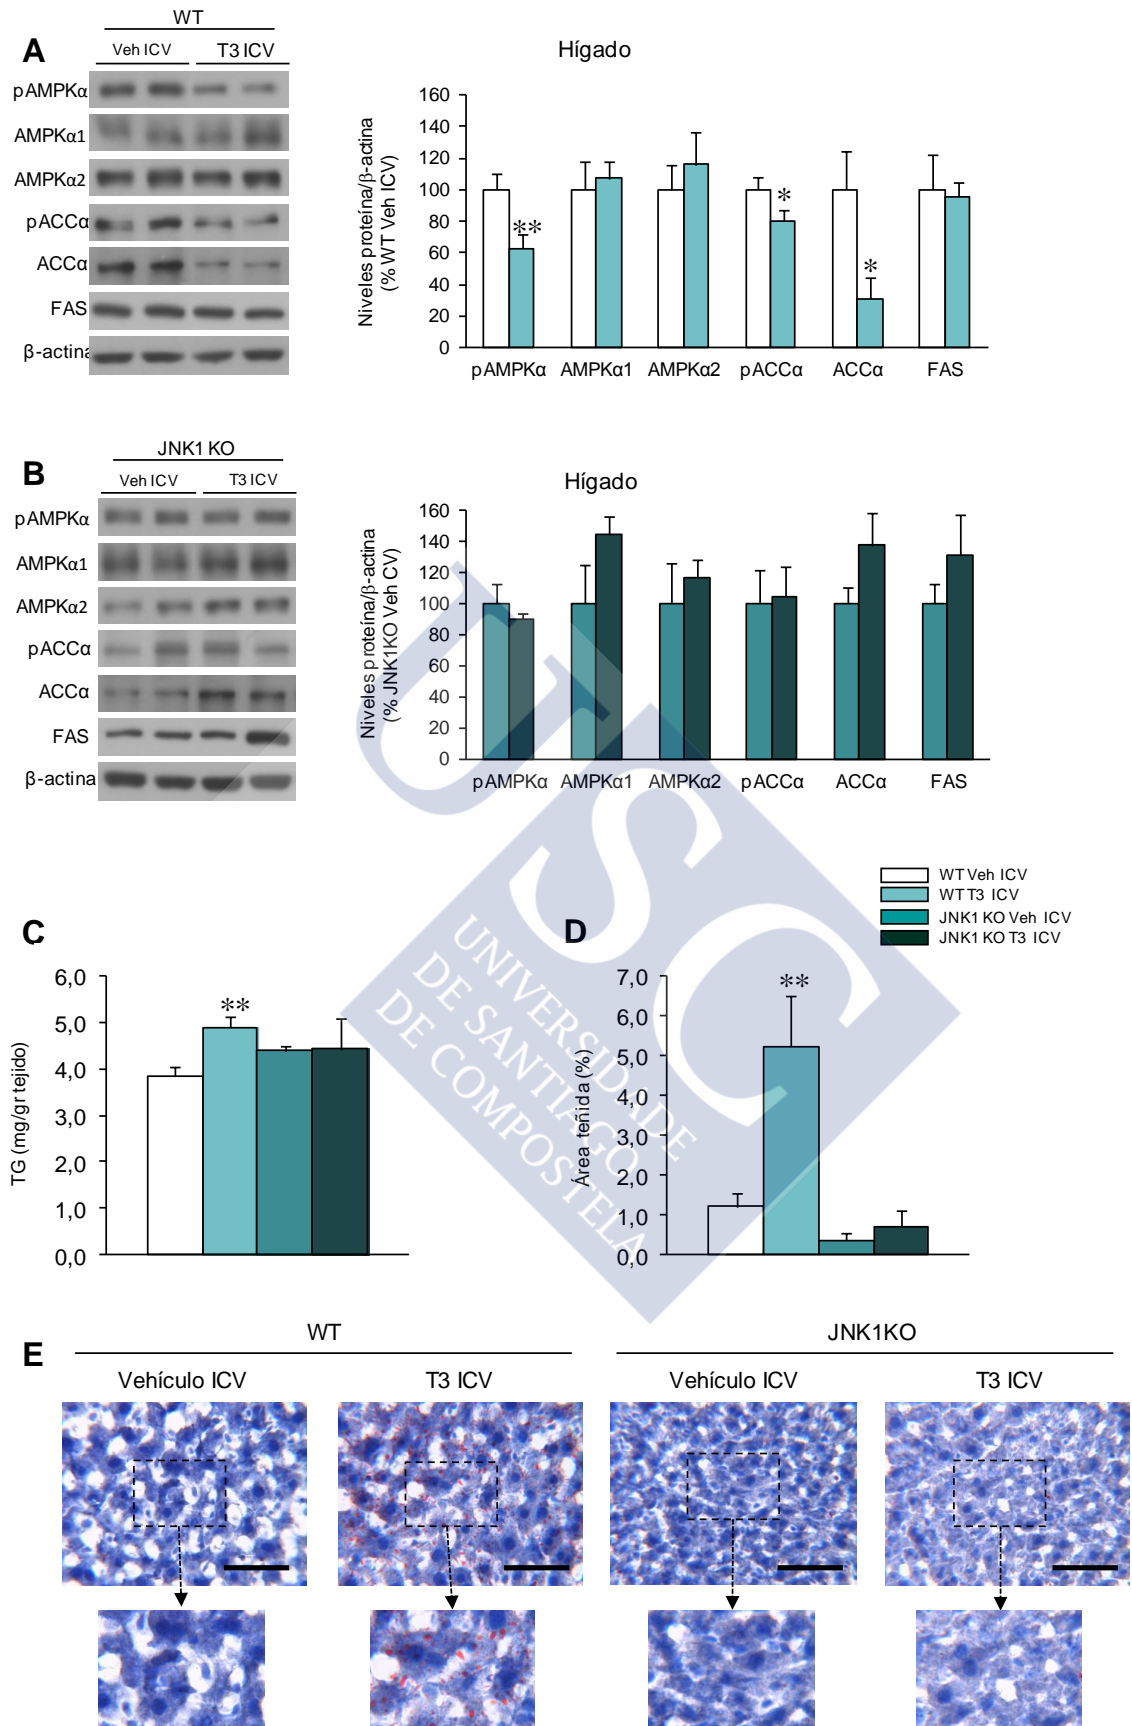 WT
A
Veh ICV
T3 ICV
pAMPKα
AMPKα1
AMPKα2
pACCα
ACCα
FAS
β-actina
Hígado
Niveles proteína/β-actina
(% WT Veh ICV)
160
140
120
100
80
60
40
20
0
**
*
*
pAMPKα AMPKα1 AMPKα2 pACCα ACCα FAS
JNK1 KO
B
Veh ICV
T3 ICV
pAMPKα
AMPKα1
AMPKα2
pACCα
ACCα
FAS
β-actina
Hígado
Niveles proteína/β-actina
(% JNK1KO Veh CV)
160
140
120
100
80
60
40
20
0
pAMPKα AMPKα1 AMPKα2 pACCα ACCα FAS
WT Veh ICV
WT T3 ICV
JNK1 KO Veh ICV
JNK1 KO T3 ICV
C
TG (mg/gr tejido)
6,0
5,0
4,0
3,0
2,0
1,0
0,0
**
D
Área teñida (%)
7,0
6,0
5,0
4,0
3,0
2,0
1,0
0,0
**
USC
UNIVERSIDADE
DE SANTIAGO
DE COMPOSTELA
E
WT
JNK1KO
Vehículo ICV
T3 ICV
Vehículo ICV
T3 ICV